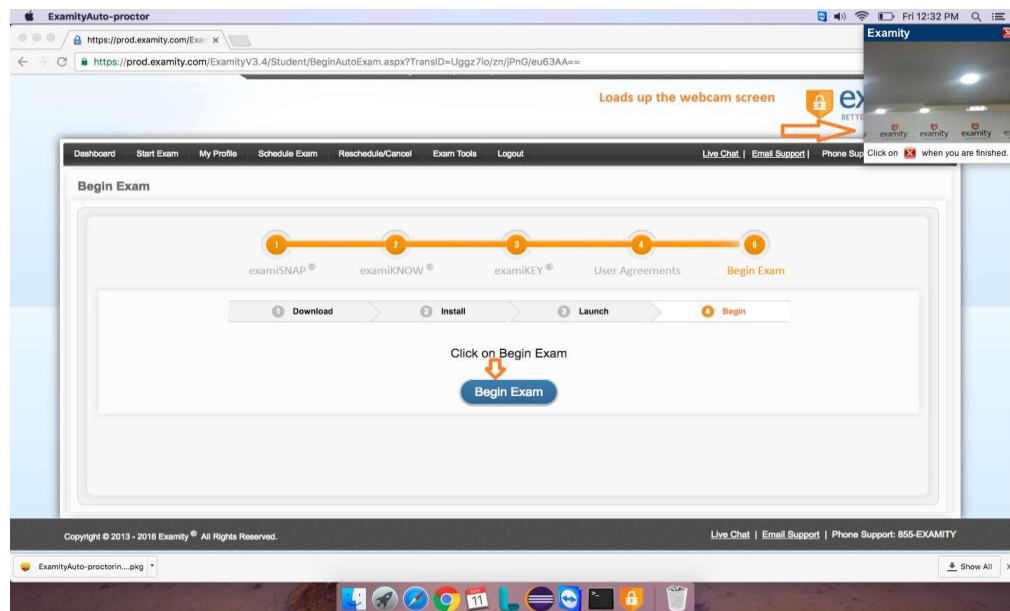 ExamityAuto-proctor
Fri 12:32 PM
https://prod.examity.com/Exam
https://prod.examity.com/ExamityV3.4/Student/BeginAutoExam.aspx?TransID=Uggz7io/zn/jPnG/eu63AA==
Examity
Loads up the webcam screen
ex
BETTE
examity examity examity
Click on when you are finished.
Dashboard Start Exam My Profile Schedule Exam Reschedule/Cancel Exam Tools Logout Live Chat | Email Support | Phone Sup
Begin Exam
1 2 3 4 5
examiSNAP ® examiKNOW ® examiKEY ® User Agreements Begin Exam
1 Download 2 Install 3 Launch 4 Begin
Click on Begin Exam
Begin Exam
Copyright © 2013 - 2016 Examity ® All Rights Reserved. Live Chat | Email Support | Phone Support: 855-EXAMITY
ExamityAuto-proctorin....pkg Show All
NOV
11